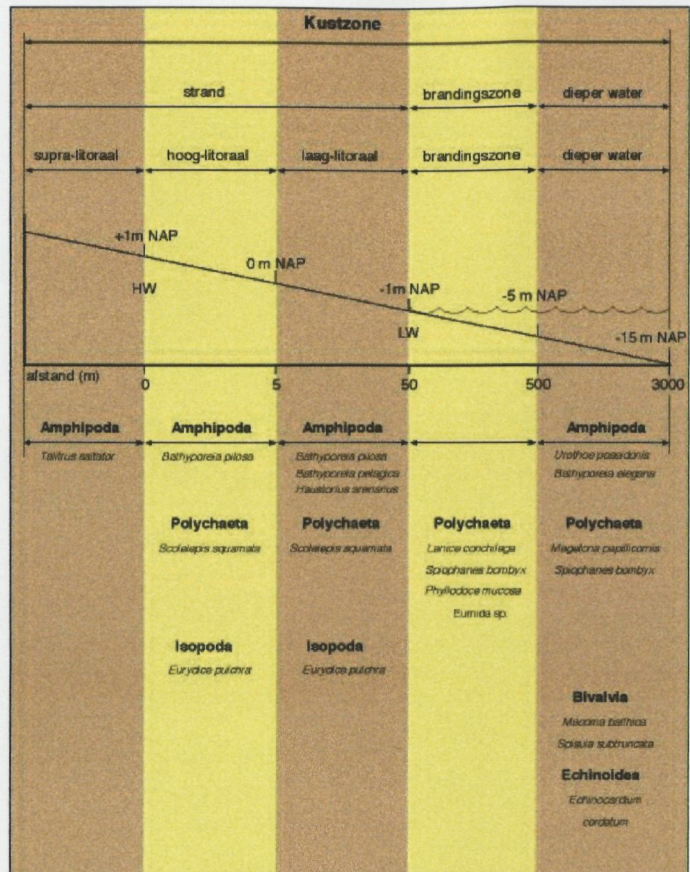 Kustzone
strand brandingszone dieper water
supra-litoraal hoog-litoraal laag-litoraal brandingszone dieper water
+1m NAP
0 m NAP
-1m NAP
-5 m NAP
HW
LW
-15 m NAP
afstand (m) 0 5 50 500 3000
Amphipoda Amphipoda Amphipoda Amphipoda
Talitrus saltator Bathyporeia pilosa Bathyporeia pilosa Urothoe poseidonis
Bathyporeia pelagica Bathyporeia elegans
Haustorius arenarius
Polychaeta Polychaeta Polychaeta Polychaeta
Scolelepis squamata Scolelepis squamata Lanice conchilega Magelona papillicornis
Spiophanes bombyx Spiophanes bombyx
Phyllodoce mucosa
Eumida sp.
Isopoda Isopoda
Eurydice pulchra Eurydice pulchra
Bivalvia
Macoma balthica
Spisula subtruncata
Echinoidea
Echinocardium
cordatum